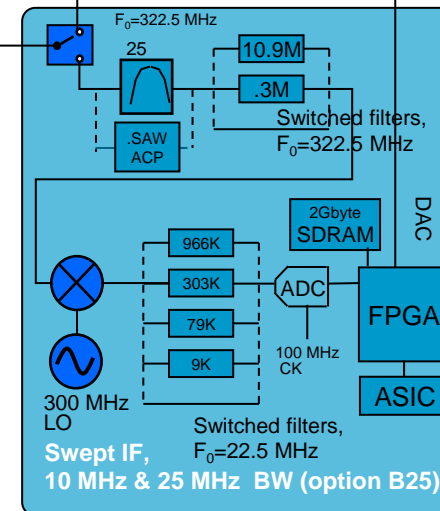 F₀=322.5 MHz
25
10.9M
.3M
.SAW
ACP
Switched filters,
F₀=322.5 MHz
2Gbyte
SDRAM
DAC
966K
303K
79K
9K
ADC
FPGA
100 MHz
CK
ASIC
300 MHz
LO
Switched filters,
F₀=22.5 MHz
Swept IF,
10 MHz & 25 MHz BW (option B25)